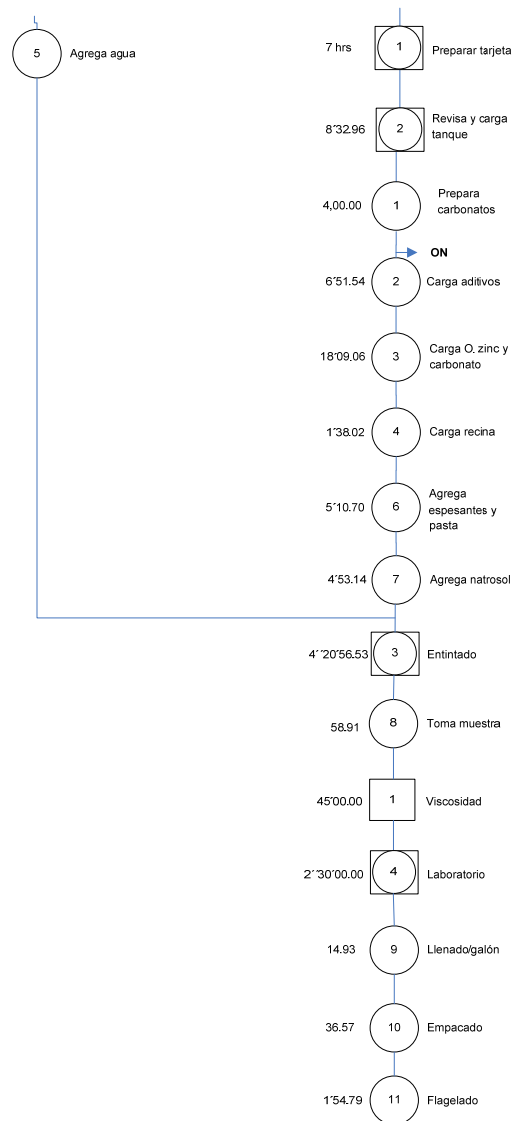 5 Agrega agua
7 hrs 1 Preparar tarjeta
8´32.96 2 Revisa y carga
tanque
4,00.00 1 Prepara
carbonatos
ON
6´51.54 2 Carga aditivos
18´09.06 3 Carga O. zinc y
carbonato
1´38.02 4 Carga recina
5´10.70 6 Agrega
espesantes y
pasta
4´53.14 7 Agrega natrosol
4´´20´56.53 3 Entintado
58.91 8 Toma muestra
45´00.00 1 Viscosidad
2´´30´00.00 4 Laboratorio
14.93 9 Llenado/galón
36.57 10 Empacado
1´54.79 11 Flagelado